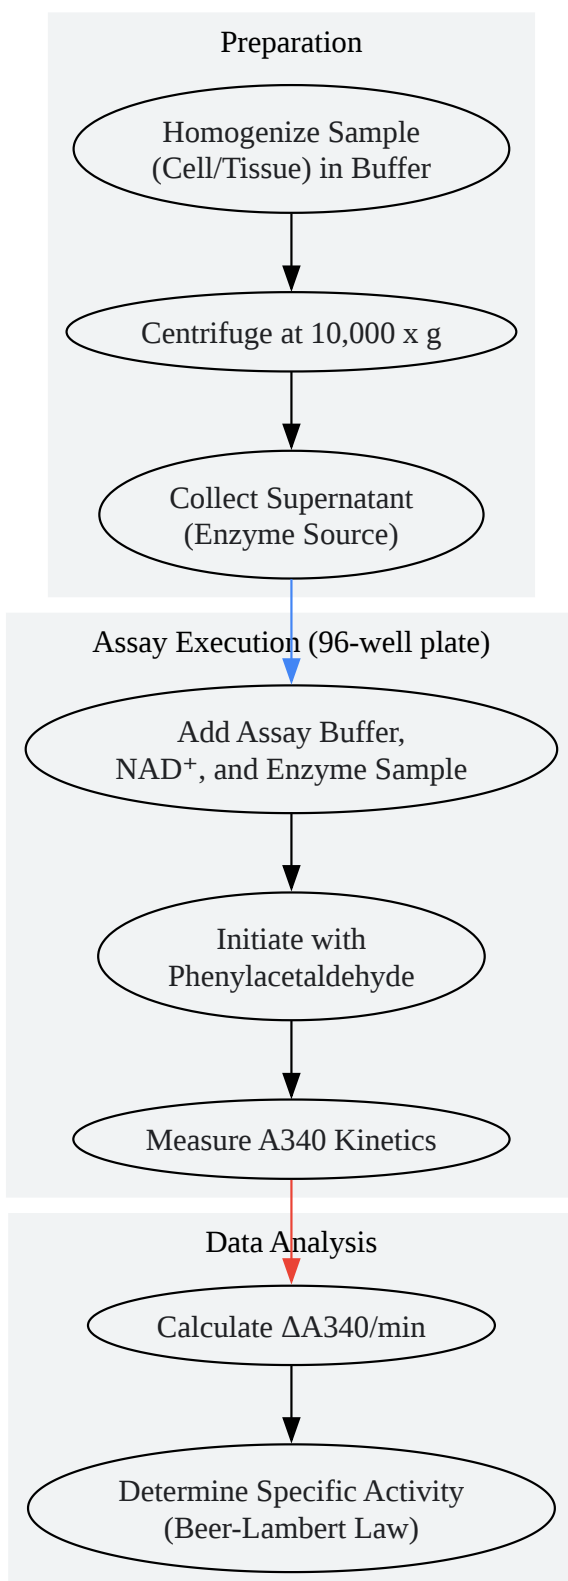 Preparation
Homogenize Sample
(Cell/Tissue) in Buffer
Centrifuge at 10,000 x g
Collect Supernatant
(Enzyme Source)
Assay Execution (96-well plate)
Add Assay Buffer,
NAD⁺, and Enzyme Sample
Initiate with
Phenylacetaldehyde
Measure A340 Kinetics
Data Analysis
Calculate ΔA340/min
Determine Specific Activity
(Beer-Lambert Law)